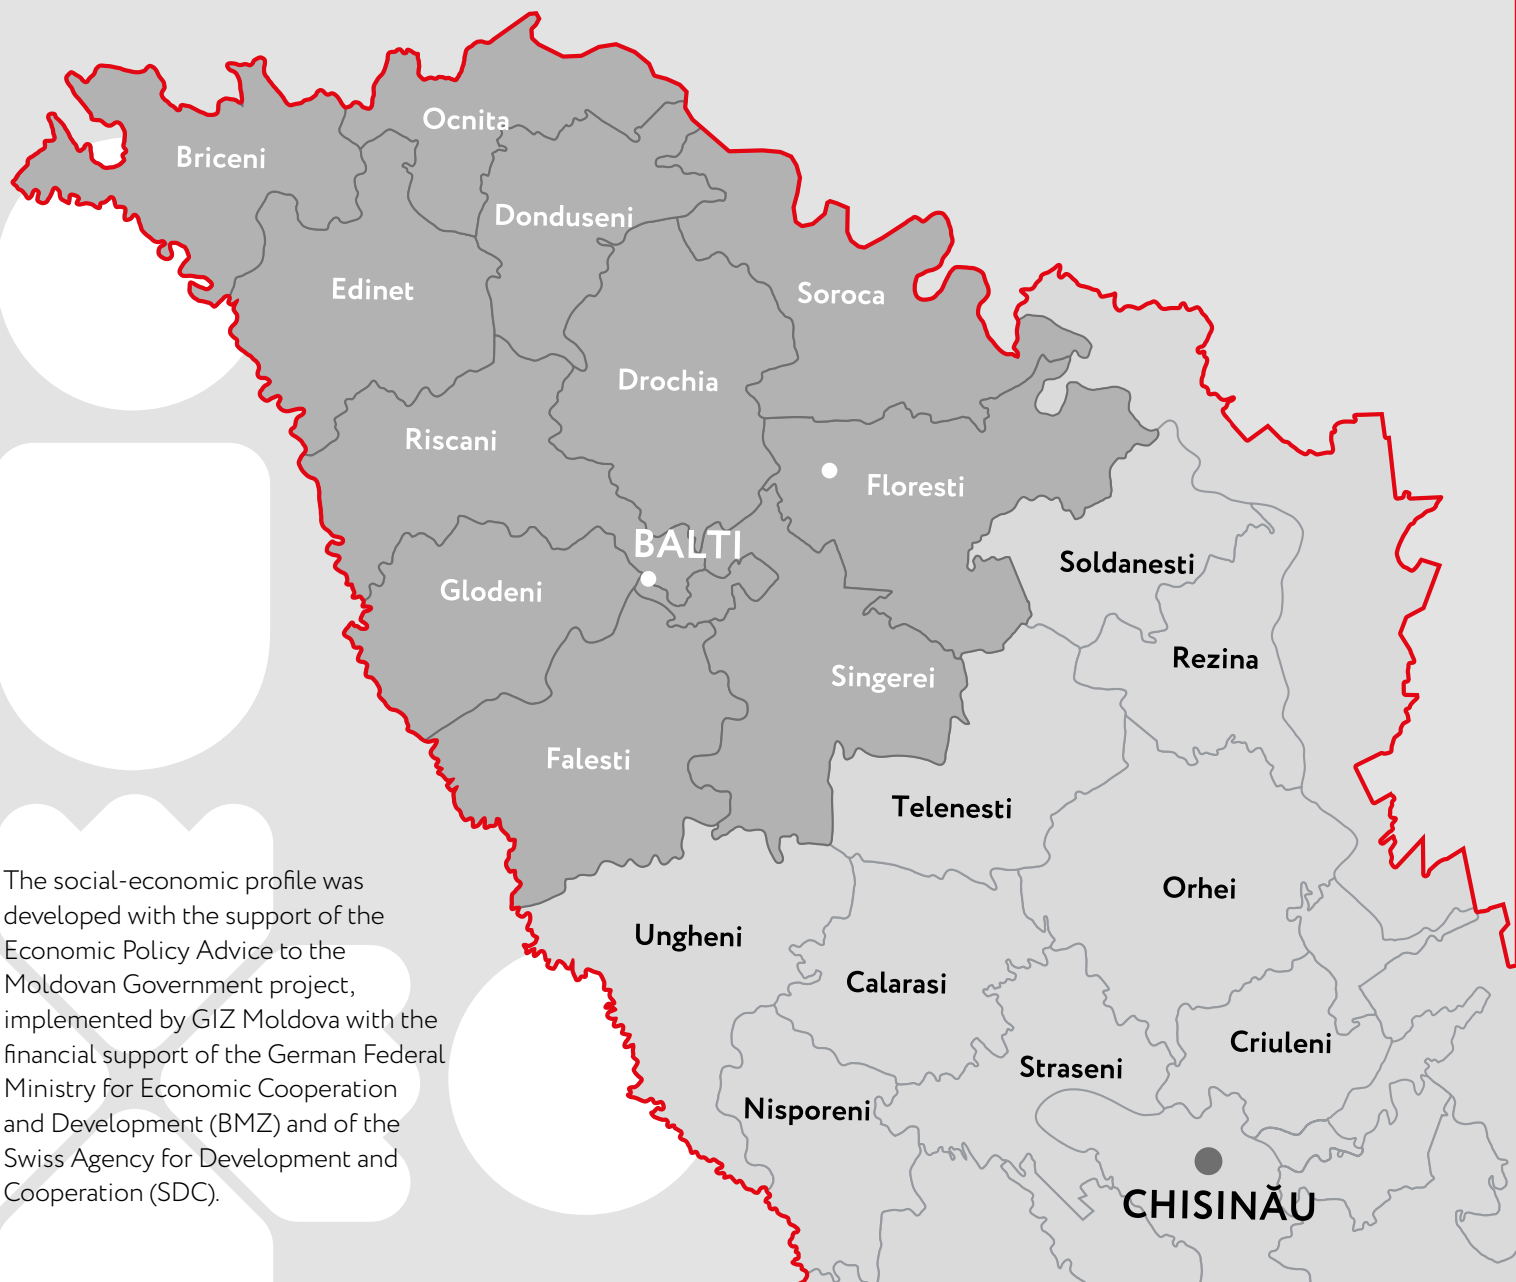 Ocnita
Briceni
Donduseni
Edinet
Soroca
Drochia
Riscani
Floresti
BALTI
Soldanesti
Glodeni
Rezina
Singerei
Falesti
Telenesti
The social-economic profile was
developed with the support of the
Economic Policy Advice to the
Moldovan Government project,
implemented by GIZ Moldova with the
financial support of the German Federal
Ministry for Economic Cooperation
and Development (BMZ) and of the
Swiss Agency for Development and
Cooperation (SDC).
Orhei
Ungheni
Calarasi
Criuleni
Straseni
Nisporeni
CHISINĂU